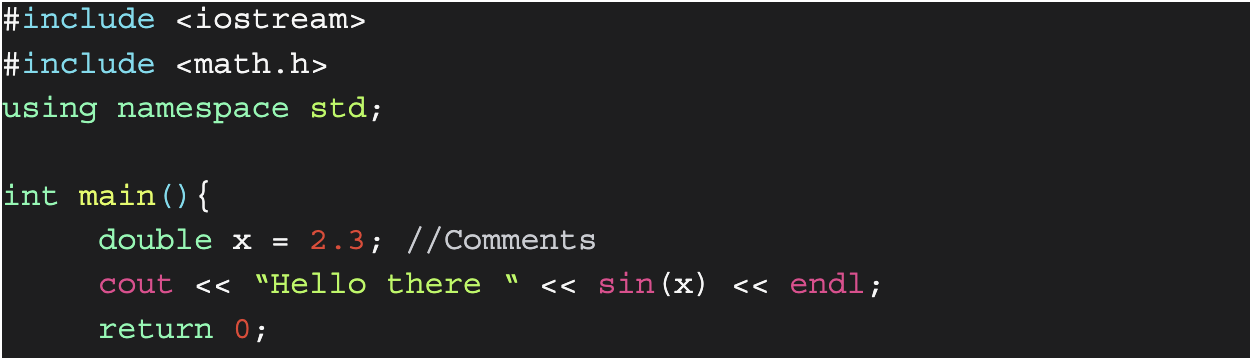 #include <iostream>
#include <math.h>
using namespace std;
int main(){
double x = 2.3; //Comments
cout << “Hello there “ << sin(x) << endl;
return 0;